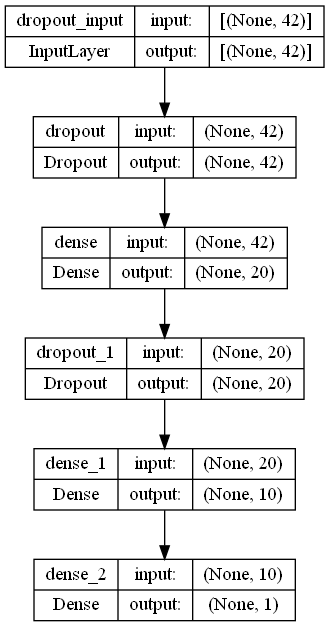 dropout_input input: [(None, 42)]
InputLayer output: [(None, 42)]
dropout input: (None, 42)
Dropout output: (None, 42)
dense input: (None, 42)
Dense output: (None, 20)
dropout_1 input: (None, 20)
Dropout output: (None, 20)
dense_1 input: (None, 20)
Dense output: (None, 10)
dense_2 input: (None, 10)
Dense output: (None, 1)